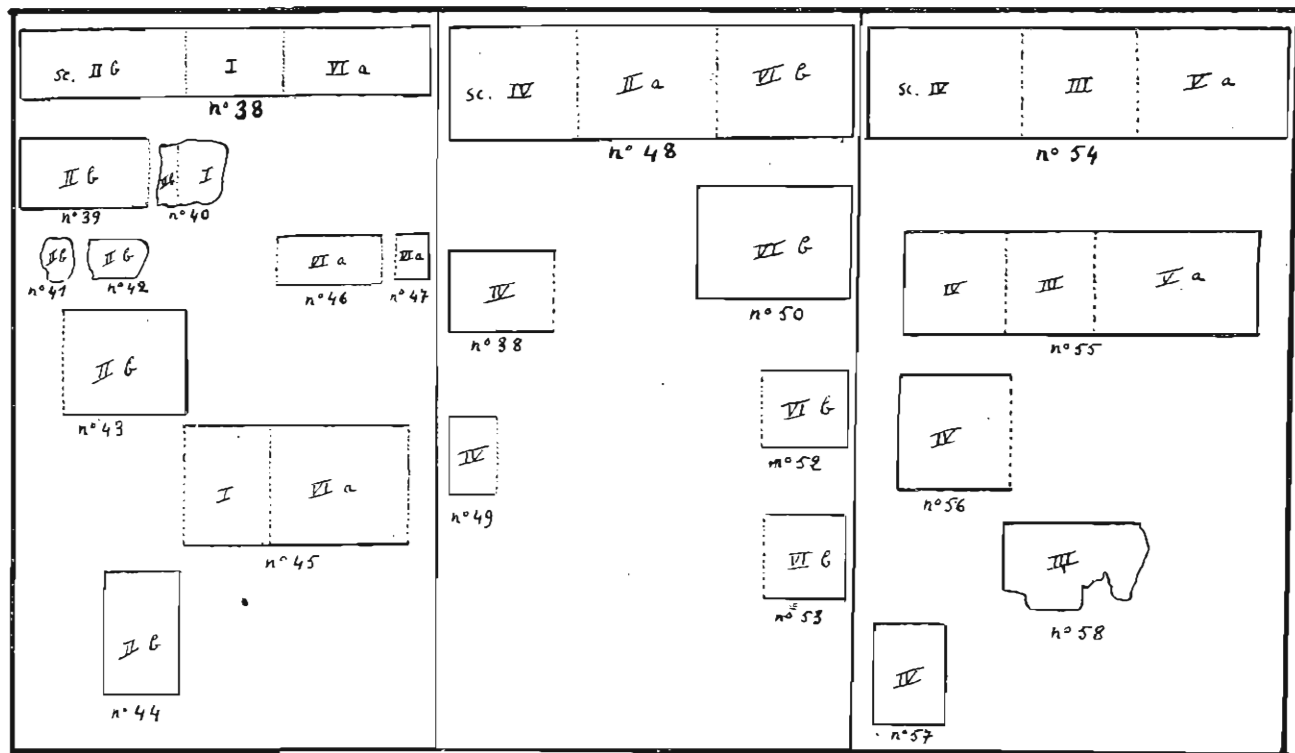 sc. II b I VI a
n° 38
II b
n° 39
II b I
n° 40
II b
n° 41
II b
n° 42
VI a
n° 46
VI a
n° 47
II b
n° 43
I VI a
n° 45
II b
n° 44
sc. IV II a VI b
n° 48
VI b
n° 50
IV
n° 38
VI b
n° 52
IV
n° 49
VI b
n° 53
sc. IV III V a
n° 54
IV III V a
n° 55
IV
n° 56
III
n° 58
IV
n° 57